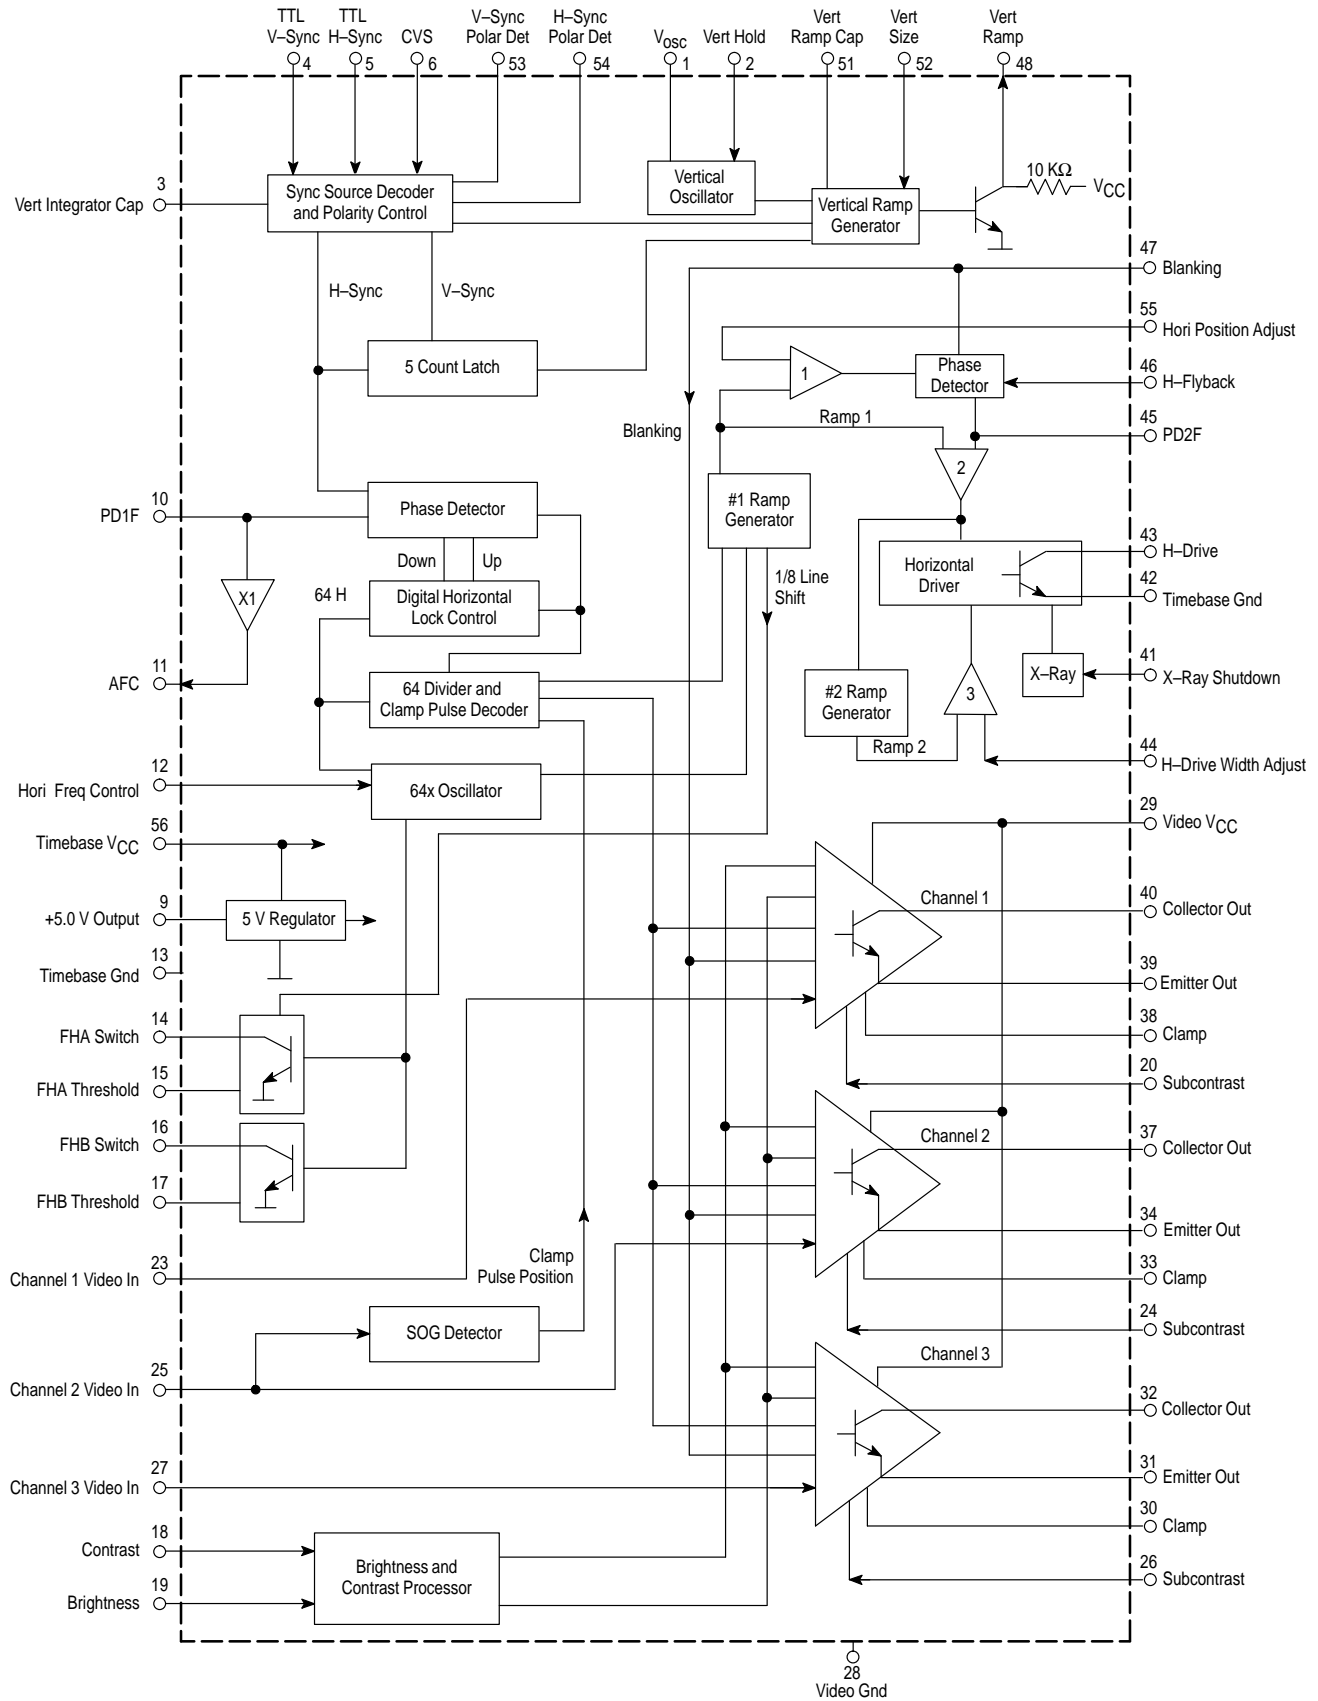 TTL
V–Sync
4
TTL
H–Sync
5
CVS
6
V–Sync
Polar Det
53
H–Sync
Polar Det
54
Vosc
1
Vert Hold
2
Vert
Ramp Cap
51
Vert
Size
52
Vert
Ramp
48
3
Vert Integrator Cap
Sync Source Decoder
and Polarity Control
Vertical
Oscillator
Vertical Ramp
Generator
10 KΩ
VCC
47
Blanking
H–Sync
V–Sync
55
Hori Position Adjust
5 Count Latch
1
Phase
Detector
46
H–Flyback
Blanking
Ramp 1
45
PD2F
2
10
PD1F
Phase Detector
#1 Ramp
Generator
Down
Up
43
H–Drive
Horizontal
Driver
42
Timebase Gnd
1/8 Line
Shift
X1
64 H
Digital Horizontal
Lock Control
11
AFC
64 Divider and
Clamp Pulse Decoder
#2 Ramp
Generator
3
X–Ray
41
X–Ray Shutdown
Ramp 2
44
H–Drive Width Adjust
12
Hori Freq Control
64x Oscillator
29
Video VCC
56
Timebase VCC
9
+5.0 V Output
5 V Regulator
Channel 1
40
Collector Out
13
Timebase Gnd
39
Emitter Out
14
FHA Switch
38
Clamp
15
FHA Threshold
20
Subcontrast
16
FHB Switch
Channel 2
37
Collector Out
17
FHB Threshold
34
Emitter Out
23
Channel 1 Video In
Clamp
Pulse Position
33
Clamp
SOG Detector
24
Subcontrast
Channel 3
25
Channel 2 Video In
32
Collector Out
27
Channel 3 Video In
31
Emitter Out
30
Clamp
18
Contrast
Brightness and
Contrast Processor
26
Subcontrast
19
Brightness
28
Video Gnd